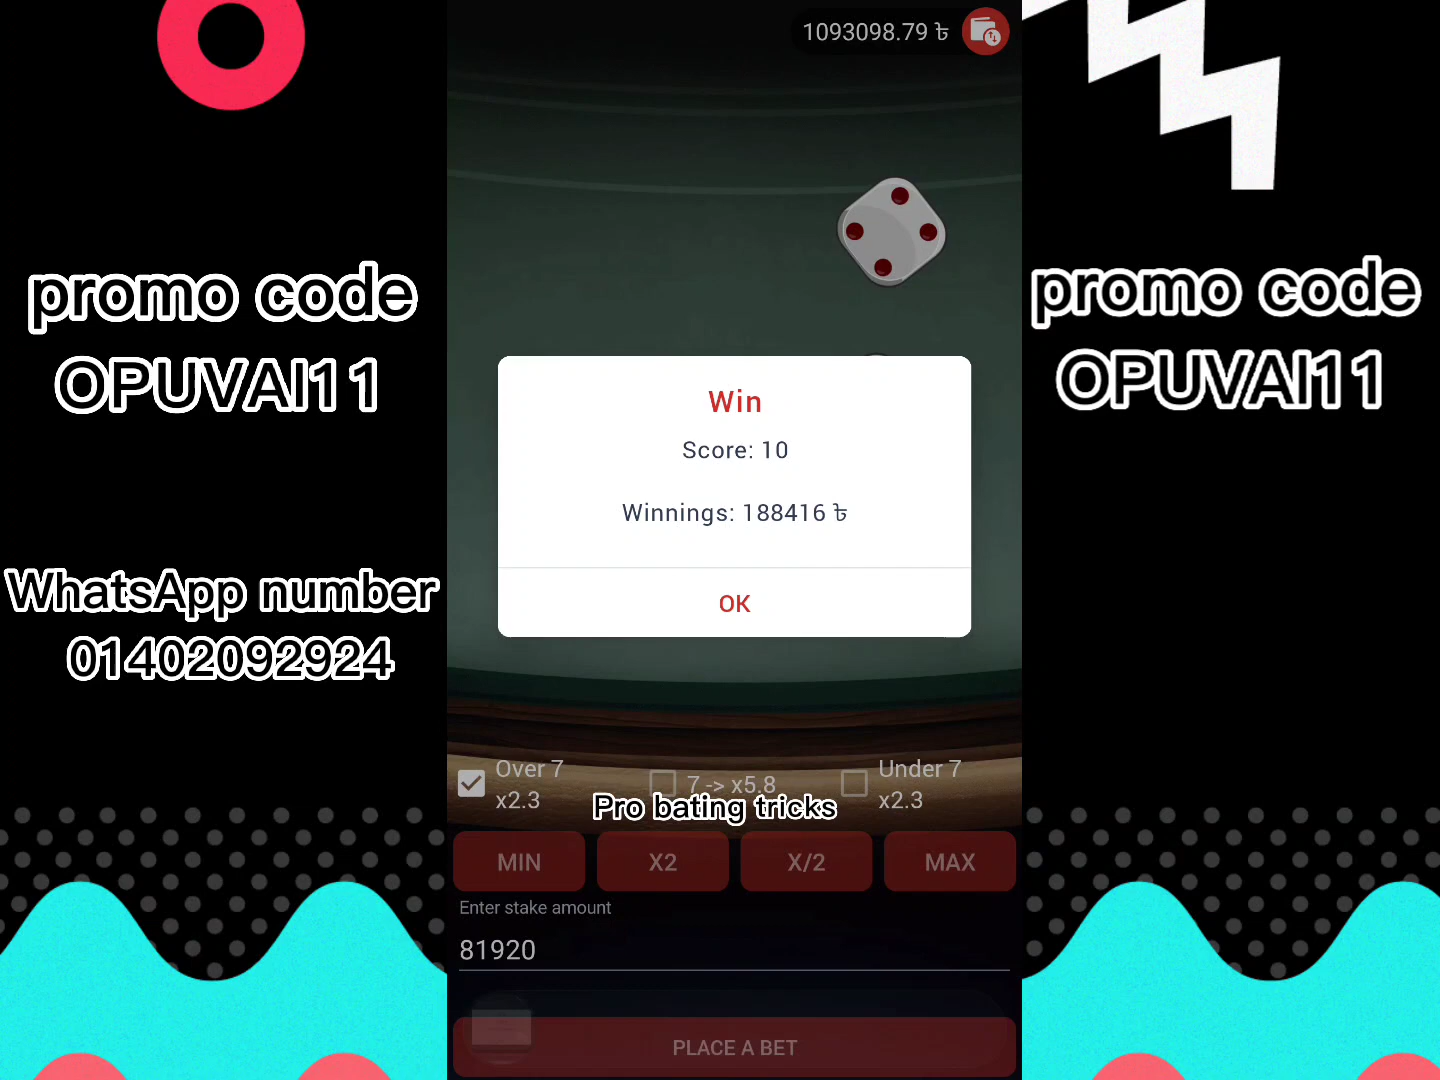 1093098.79 ৳
promo code
OPUVAI11
promo code
OPUVAI11
Win
Score: 10
Winnings: 188416 ৳
OK
WhatsApp number
01402092924
Over 7
x2.3
7 -> x5.8
Under 7
x2.3
Pro bating tricks
MIN
X2
X/2
MAX
Enter stake amount
81920
PLACE A BET